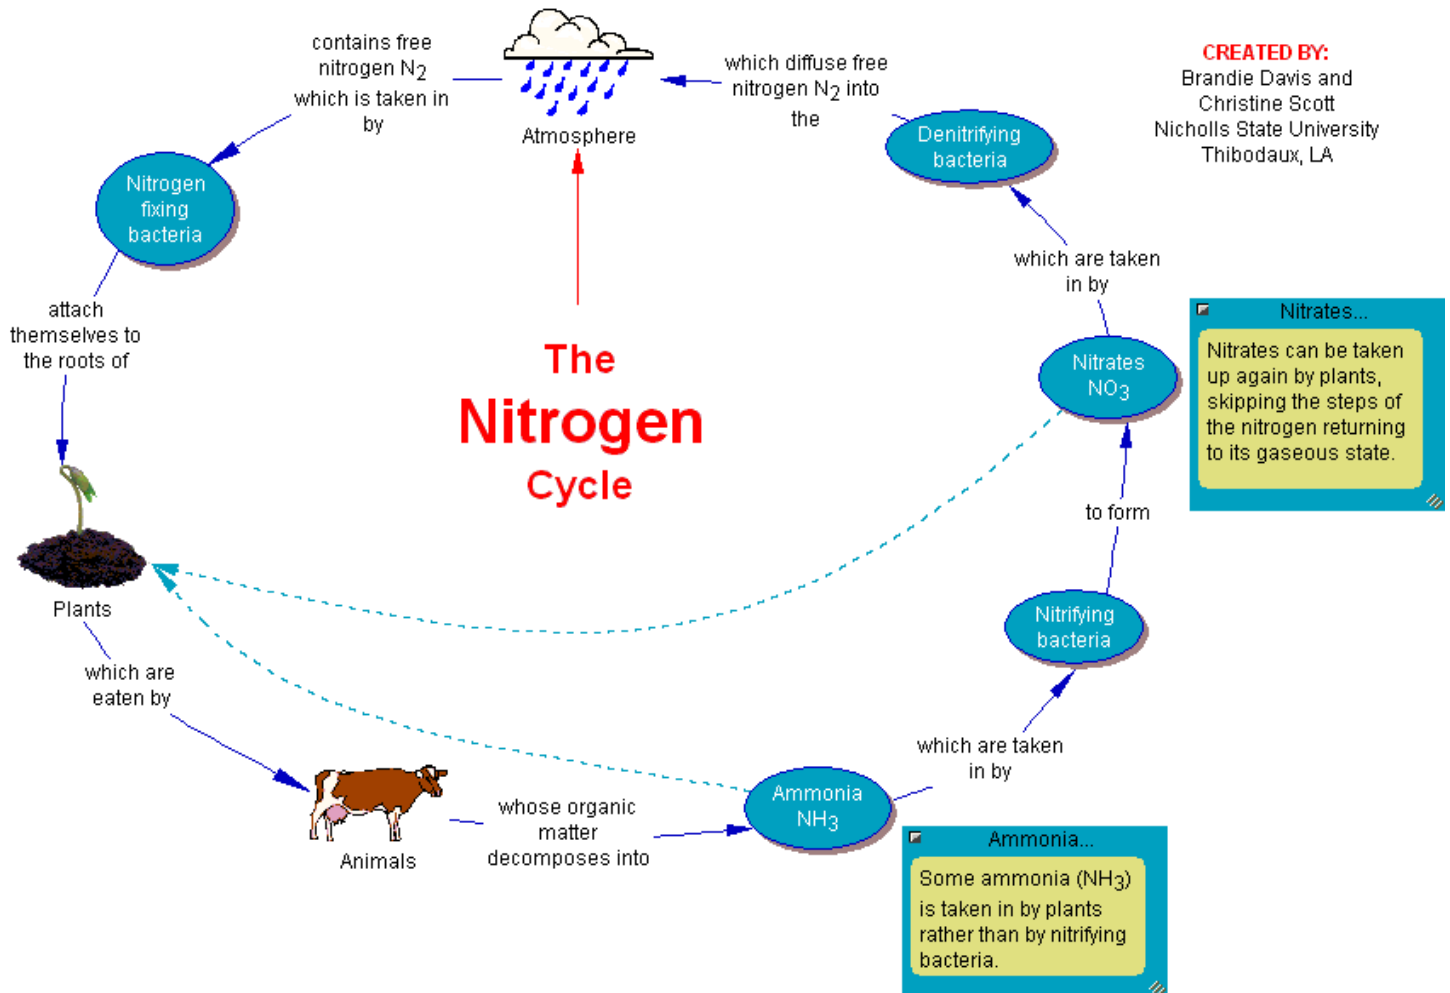 contains free
nitrogen N2
which is taken in
by
Atmosphere
which diffuse free
nitrogen N2 into
the
CREATED BY:
Brandie Davis and
Christine Scott
Nicholls State University
Thibodaux, LA
Denitrifying
bacteria
Nitrogen
fixing
bacteria
which are taken
in by
attach
themselves to
the roots of
The
Nitrogen
Cycle
Nitrates
NO3
Nitrates...
Nitrates can be taken
up again by plants,
skipping the steps of
the nitrogen returning
to its gaseous state.
to form
Plants
Nitrifying
bacteria
which are
eaten by
which are taken
in by
Animals
whose organic
matter
decomposes into
Ammonia
NH3
Ammonia...
Some ammonia (NH3)
is taken in by plants
rather than by nitrifying
bacteria.